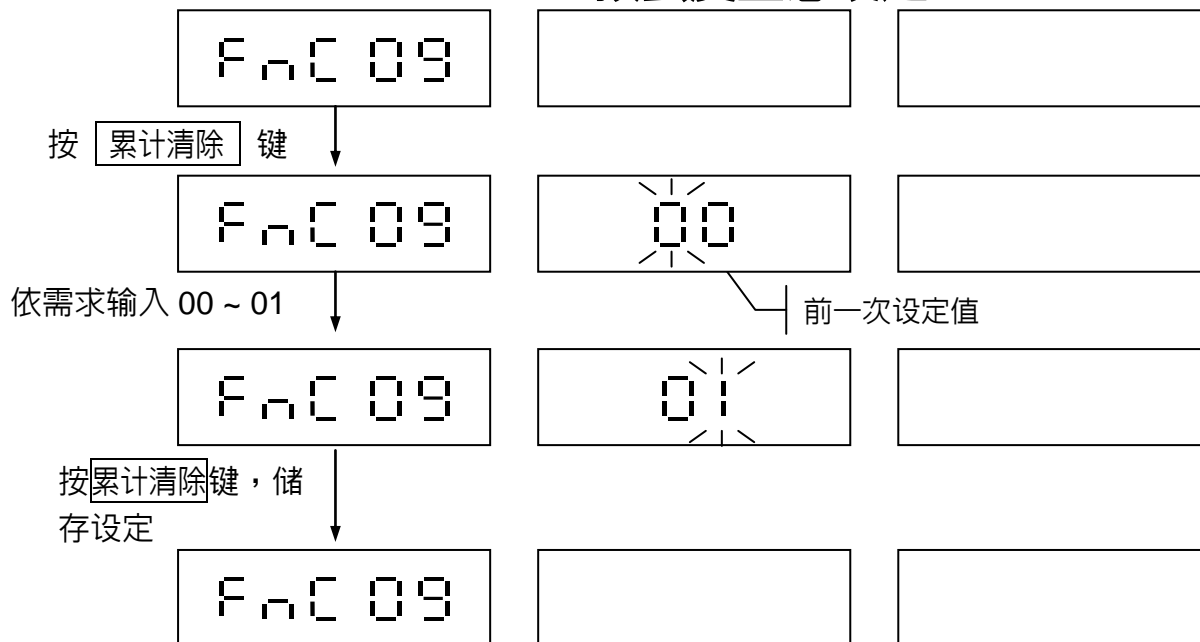 FnC 09
按 累计清除 键
FnC 09 00
依需求输入 00 ~ 01
前一次设定值
FnC 09 01
按累计清除键，储
存设定
FnC 09